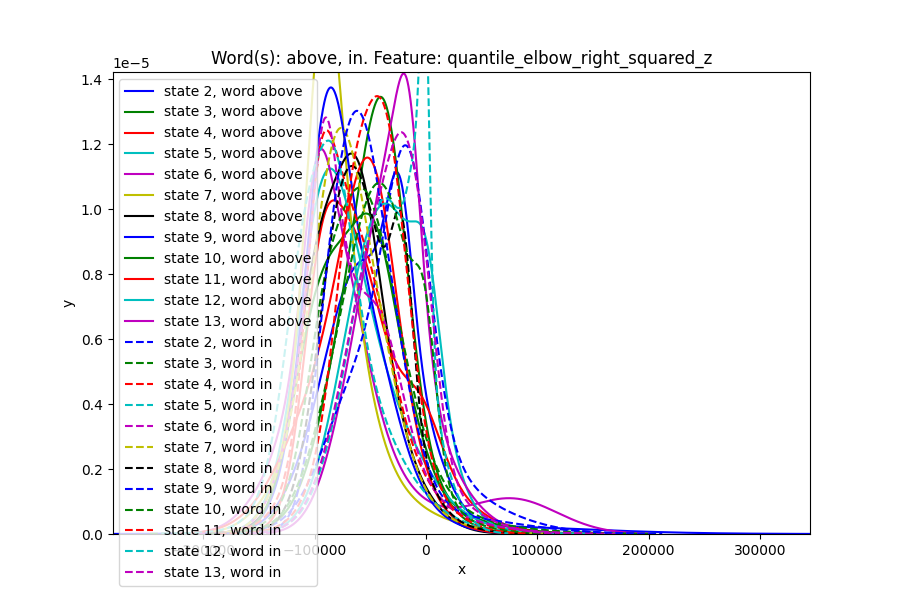 Word(s): above, in. Feature: quantile_elbow_right_squared_z
1e−5
1.4
1.2
1.0
0.8
0.6
0.4
0.2
0.0
y
state 2, word above
state 3, word above
state 4, word above
state 5, word above
state 6, word above
state 7, word above
state 8, word above
state 9, word above
state 10, word above
state 11, word above
state 12, word above
state 13, word above
state 2, word in
state 3, word in
state 4, word in
state 5, word in
state 6, word in
state 7, word in
state 8, word in
state 9, word in
state 10, word in
state 11, word in
state 12, word in
state 13, word in
−100000 0 100000 200000 300000
x